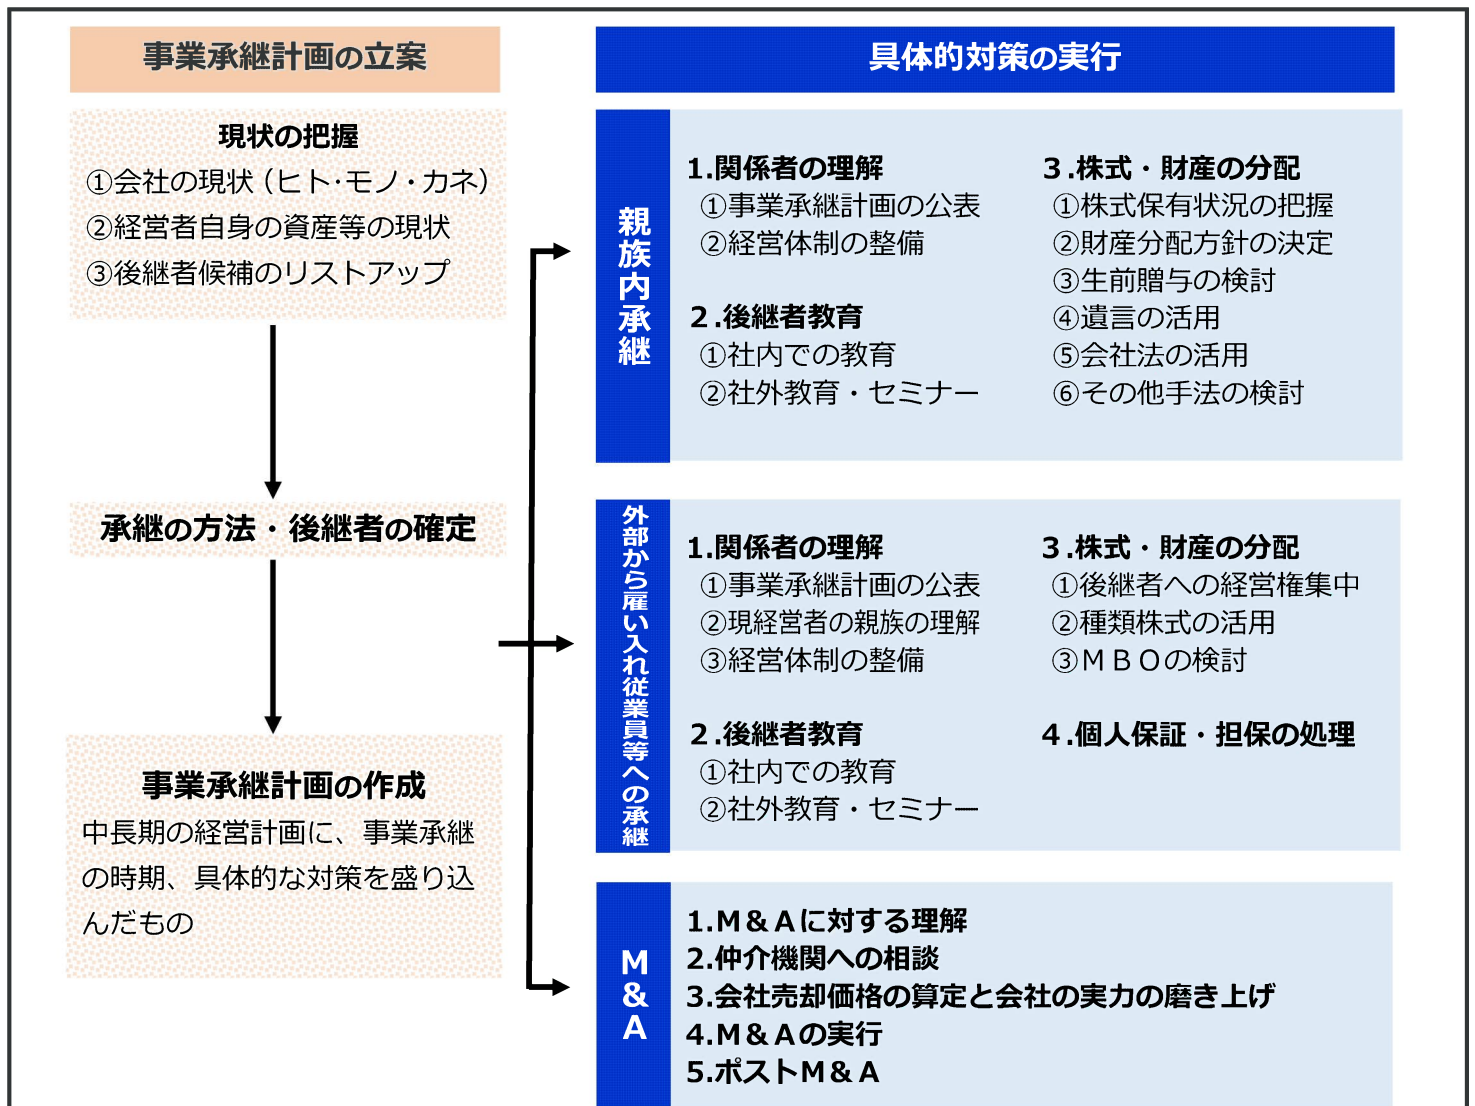 事業承継計画の立案
現状の把握
①会社の現状（ヒト・モノ・カネ）
②経営者自身の資産等の現状
③後継者候補のリストアップ
承継の方法・後継者の確定
事業承継計画の作成
中長期の経営計画に、事業承継
の時期、具体的な対策を盛り込
んだもの
具体的対策の実行
親族内承継
1.関係者の理解
①事業承継計画の公表
②経営体制の整備
２.後継者教育
①社内での教育
②社外教育・セミナー
３.株式・財産の分配
①株式保有状況の把握
②財産分配方針の決定
③生前贈与の検討
④遺言の活用
⑤会社法の活用
⑥その他手法の検討
外部から雇い入れ従業員等への承継
1.関係者の理解
①事業承継計画の公表
②現経営者の親族の理解
③経営体制の整備
２.後継者教育
①社内での教育
②社外教育・セミナー
３.株式・財産の分配
①後継者への経営権集中
②種類株式の活用
③ＭＢＯの検討
４.個人保証・担保の処理
M&A
1.Ｍ＆Ａに対する理解
2.仲介機関への相談
3.会社売却価格の算定と会社の実力の磨き上げ
4.Ｍ＆Ａの実行
5.ポストＭ＆Ａ